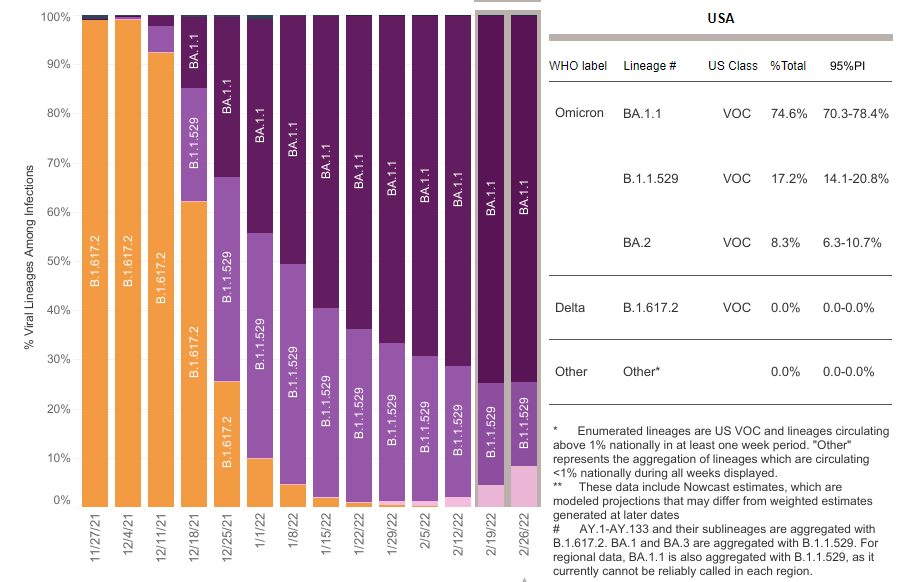 100%
90%
80%
70%
60%
50%
40%
30%
20%
10%
0%
% Viral Lineages Among Infections
B.1.617.2
B.1.617.2
B.1.617.2
B.1.617.2
B.1.1.529
BA.1.1
B.1.617.2
B.1.1.529
BA.1.1
B.1.1.529
BA.1.1
B.1.1.529
BA.1.1
B.1.1.529
BA.1.1
B.1.1.529
BA.1.1
B.1.1.529
BA.1.1
B.1.1.529
BA.1.1
B.1.1.529
BA.1.1
B.1.1.529
BA.1.1
B.1.1.529
BA.1.1
11/27/21
12/4/21
12/11/21
12/18/21
12/25/21
1/1/22
1/8/22
1/15/22
1/22/22
1/29/22
2/5/22
2/12/22
2/19/22
2/26/22
USA
WHO label Lineage # US Class %Total 95%PI
Omicron BA.1.1 VOC 74.6% 70.3-78.4%
B.1.1.529 VOC 17.2% 14.1-20.8%
BA.2 VOC 8.3% 6.3-10.7%
Delta B.1.617.2 VOC 0.0% 0.0-0.0%
Other Other* 0.0% 0.0-0.0%
* Enumerated lineages are US VOC and lineages circulating
above 1% nationally in at least one week period. "Other"
represents the aggregation of lineages which are circulating
<1% nationally during all weeks displayed.
** These data include Nowcast estimates, which are
modeled projections that may differ from weighted estimates
generated at later dates
# AY.1-AY.133 and their sublineages are aggregated with
B.1.617.2. BA.1 and BA.3 are aggregated with B.1.1.529. For
regional data, BA.1.1 is also aggregated with B.1.1.529, as it
currently cannot be reliably called in each region.